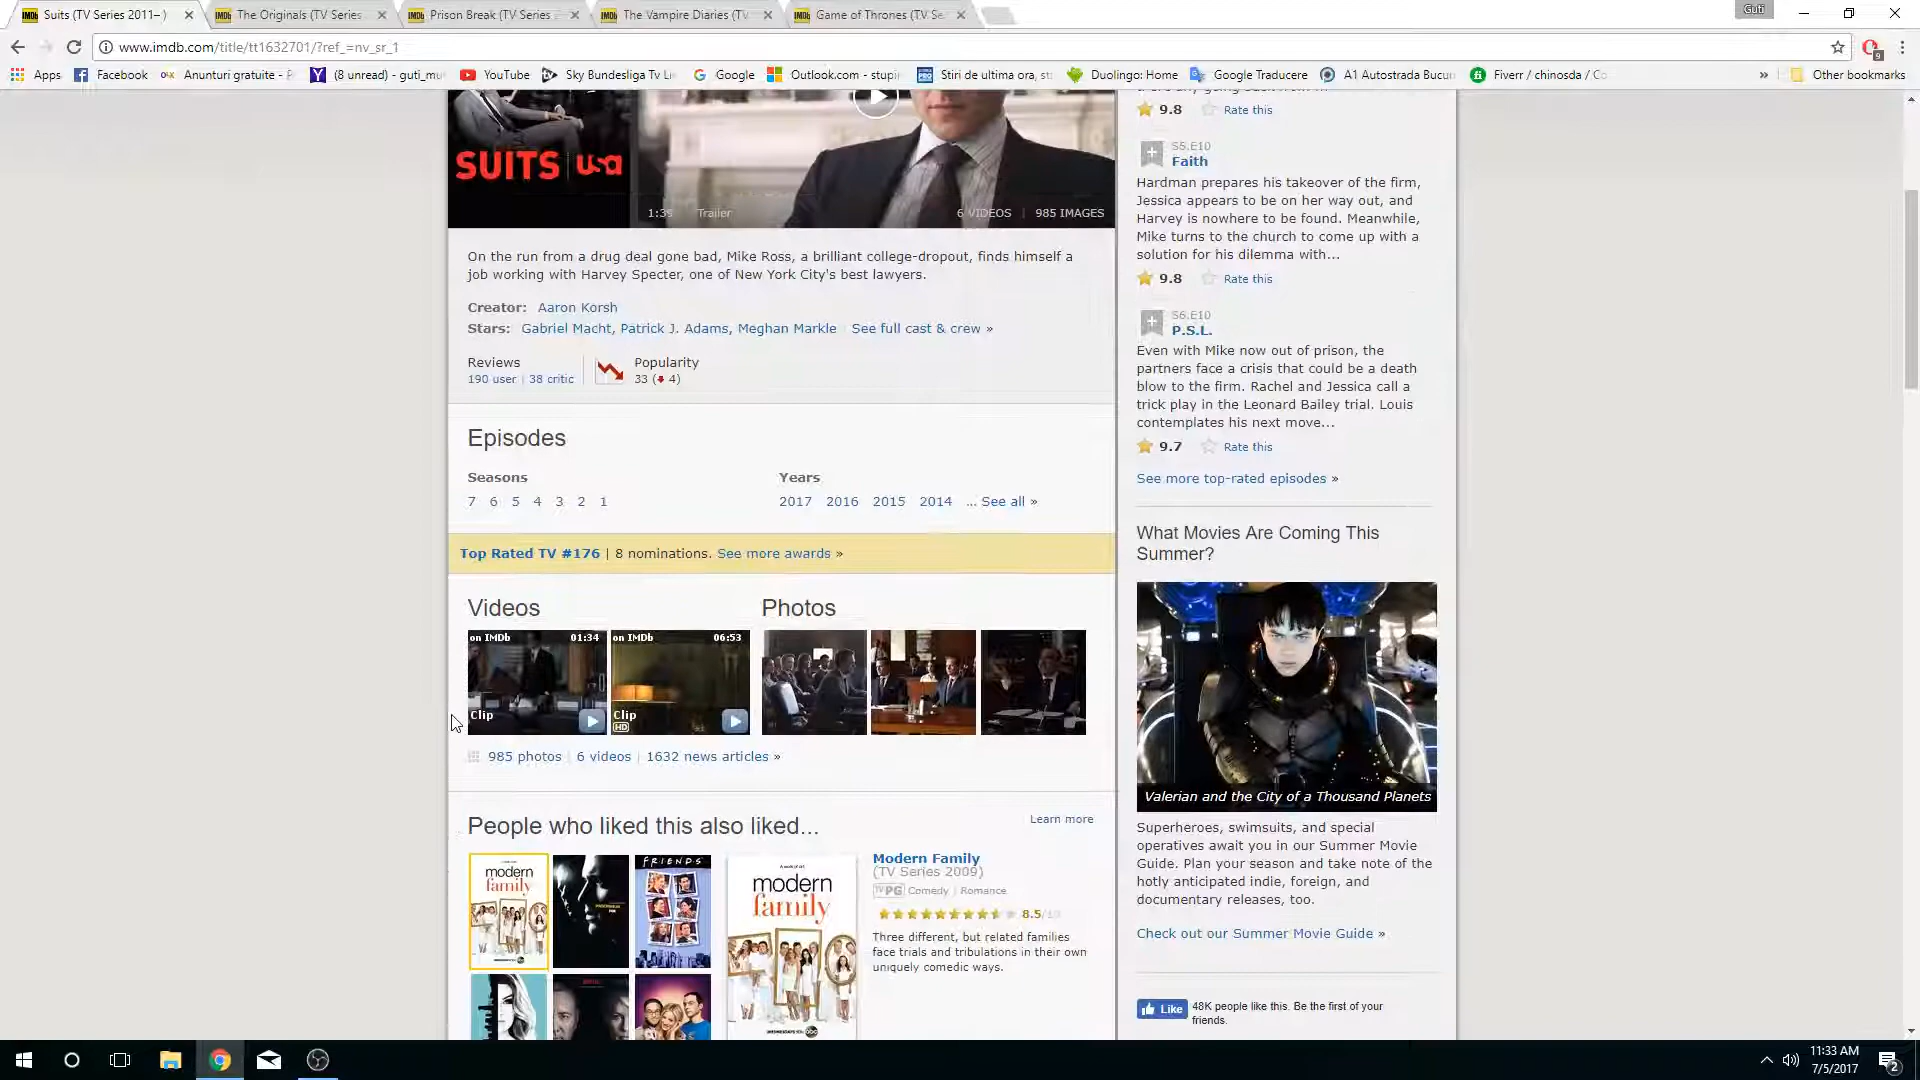 Suits (TV Series 2011– )
The Originals (TV Series
Prison Break (TV Series
The Vampire Diaries (TV
Game of Thrones (TV Se
Guti
www.imdb.com/title/tt1632701/?ref_=nv_sr_1
Apps
Facebook
Anunturi gratuite - P
(8 unread) - guti_mu
YouTube
Sky Bundesliga Tv Li
Google
Outlook.com - stupi
Stiri de ultima ora, st
Duolingo: Home
Google Traducere
A1 Autostrada Bucu
Fiverr / chinosda / Co
» Other bookmarks
SUITS | usa
1:39 Trailer
6 VIDEOS | 985 IMAGES
On the run from a drug deal gone bad, Mike Ross, a brilliant college-dropout, finds himself a
job working with Harvey Specter, one of New York City's best lawyers.
Creator: Aaron Korsh
Stars: Gabriel Macht, Patrick J. Adams, Meghan Markle | See full cast & crew »
Reviews
190 user | 38 critic
Popularity
33 (4)
Episodes
Seasons
7 6 5 4 3 2 1
Years
2017 2016 2015 2014 ... See all »
Top Rated TV #176 | 8 nominations. See more awards »
Videos
on IMDb 01:34
Clip
on IMDb 06:53
Clip
HD
Photos
985 photos | 6 videos | 1632 news articles »
People who liked this also liked...
Learn more
modern
family
FRIENDS
modern
family
WEDNESDAYS 9/8c abc
Modern Family
(TV Series 2009)
TVPG Comedy | Romance
8.5/10
Three different, but related families
face trials and tribulations in their own
uniquely comedic ways.
9.8 Rate this
S5.E10
Faith
Hardman prepares his takeover of the firm,
Jessica appears to be on her way out, and
Harvey is nowhere to be found. Meanwhile,
Mike turns to the church to come up with a
solution for his dilemma with...
9.8 Rate this
S6.E10
P.S.L.
Even with Mike now out of prison, the
partners face a crisis that could be a death
blow to the firm. Rachel and Jessica call a
trick play in the Leonard Bailey trial. Louis
contemplates his next move...
9.7 Rate this
See more top-rated episodes »
What Movies Are Coming This
Summer?
Valerian and the City of a Thousand Planets
Superheroes, swimsuits, and special
operatives await you in our Summer Movie
Guide. Plan your season and take note of the
hotly anticipated indie, foreign, and
documentary releases, too.
Check out our Summer Movie Guide »
Like
48K people like this. Be the first of your
friends.
11:33 AM
7/5/2017
2